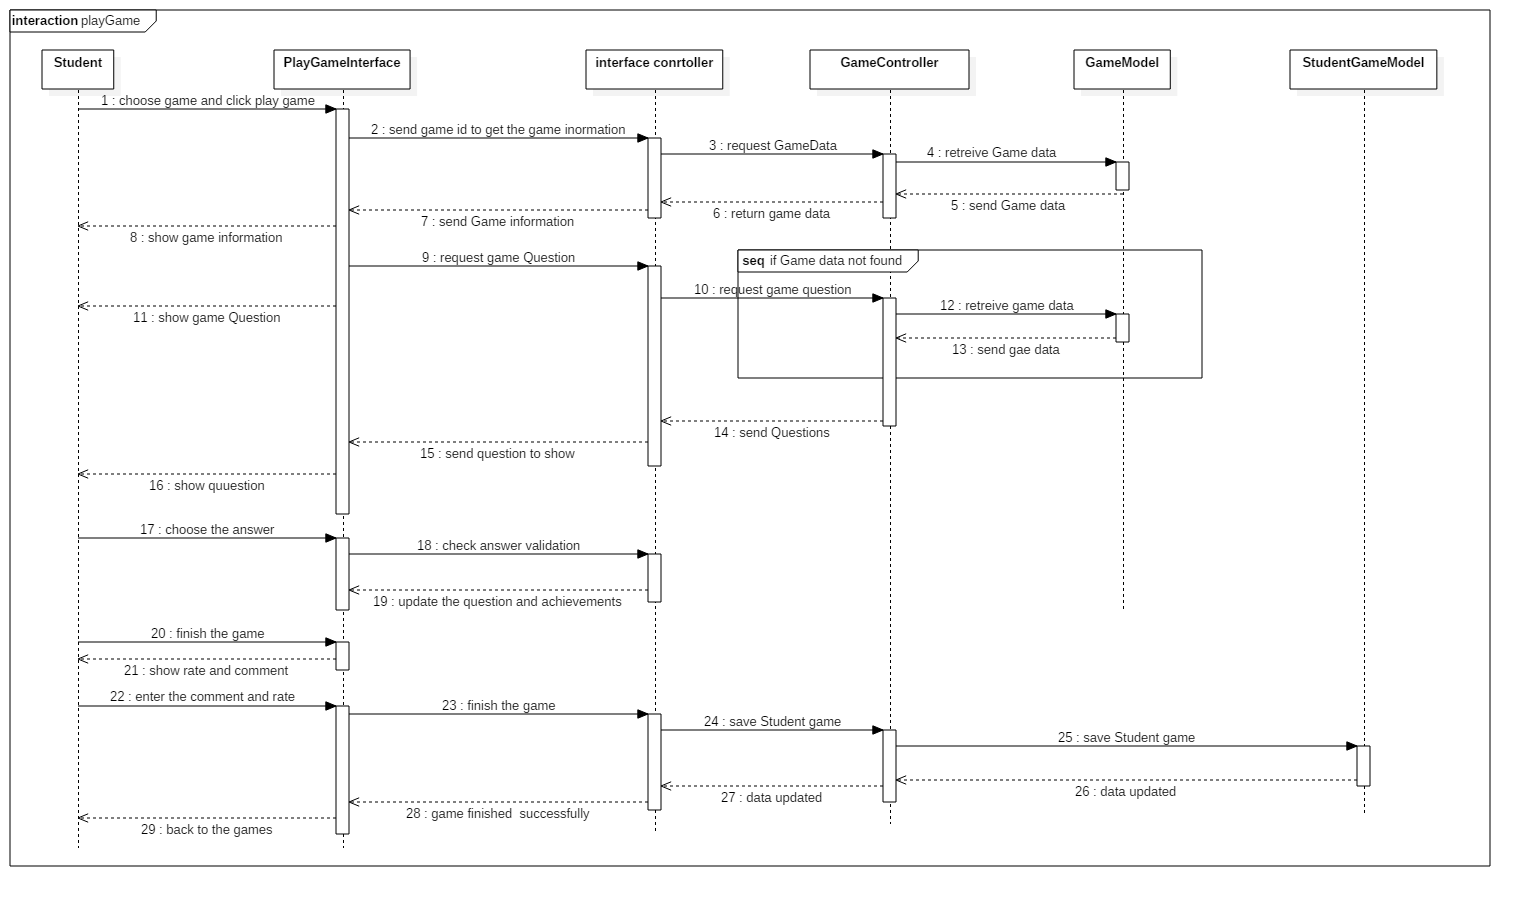 interaction playGame
Student
PlayGameInterface
interface conrtoller
GameController
GameModel
StudentGameModel
1 : choose game and click play game
2 : send game id to get the game inormation
3 : request GameData
4 : retreive Game data
5 : send Game data
6 : return game data
7 : send Game information
8 : show game information
9 : request game Question
seq if Game data not found
10 : request game question
11 : show game Question
12 : retreive game data
13 : send gae data
14 : send Questions
15 : send question to show
16 : show quuestion
17 : choose the answer
18 : check answer validation
19 : update the question and achievements
20 : finish the game
21 : show rate and comment
22 : enter the comment and rate
23 : finish the game
24 : save Student game
25 : save Student game
26 : data updated
27 : data updated
28 : game finished  successfully
29 : back to the games